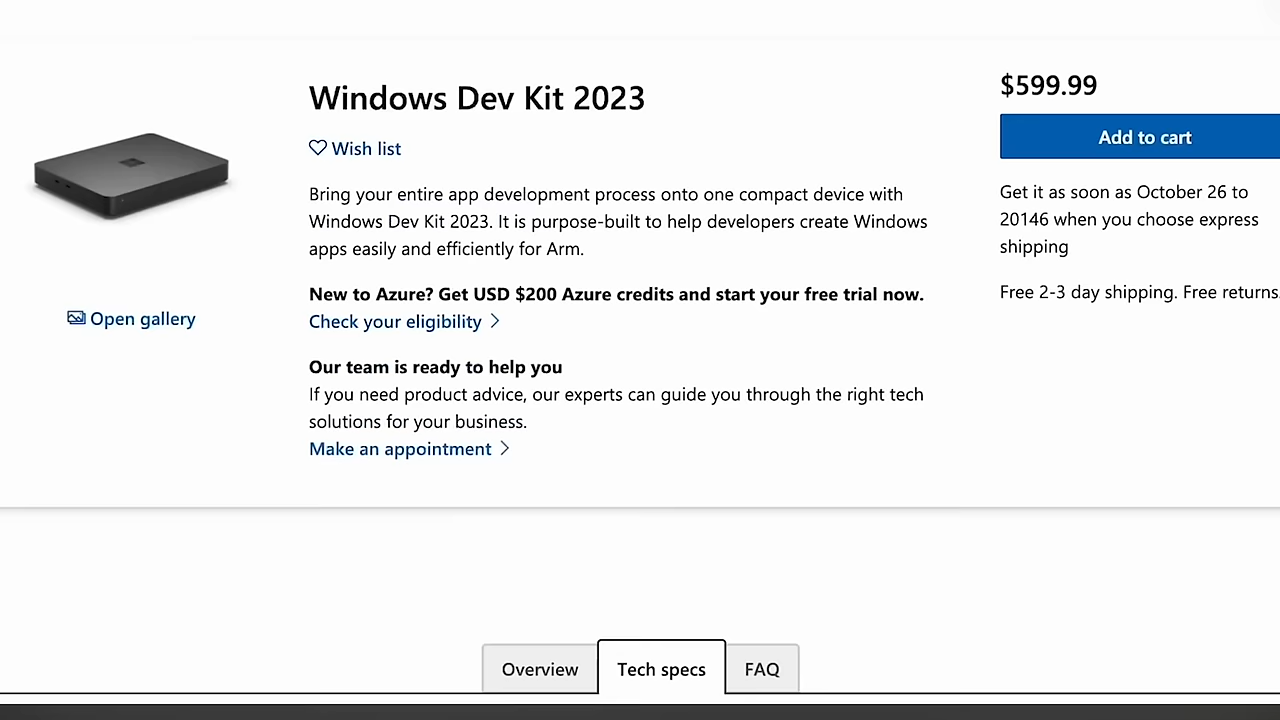 Windows Dev Kit 2023
Wish list
Bring your entire app development process onto one compact device with
Windows Dev Kit 2023. It is purpose-built to help developers create Windows
apps easily and efficiently for Arm.
New to Azure? Get USD $200 Azure credits and start your free trial now.
Check your eligibility
Our team is ready to help you
If you need product advice, our experts can guide you through the right tech
solutions for your business.
Make an appointment
Open gallery
$599.99
Add to cart
Get it as soon as October 26 to
20146 when you choose express
shipping
Free 2-3 day shipping. Free returns.
Overview
Tech specs
FAQ